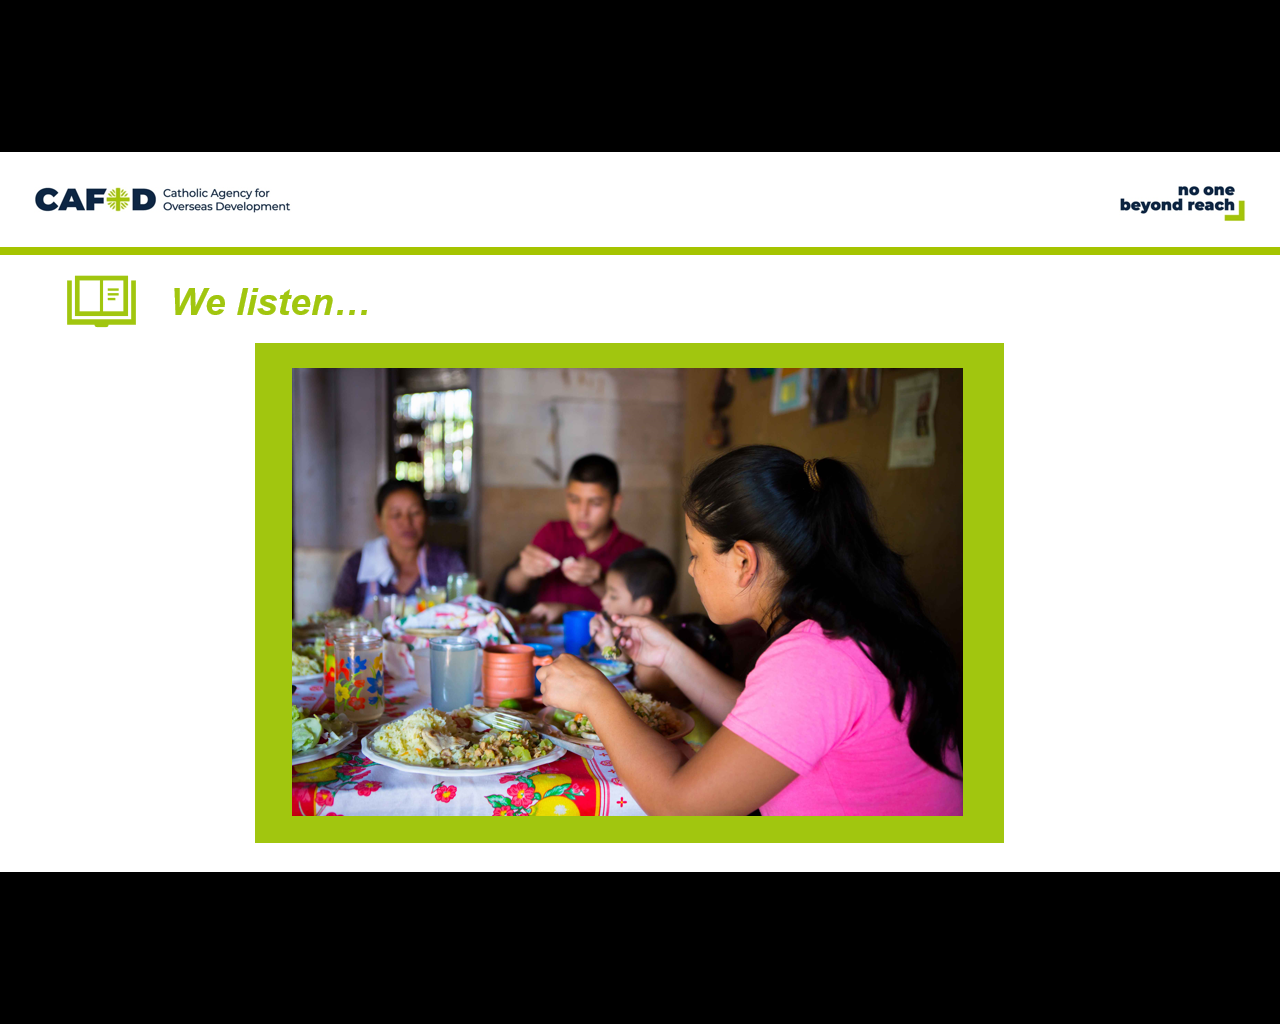 CAFOD
Catholic Agency for
Overseas Development
no one
beyond reach
We listen…